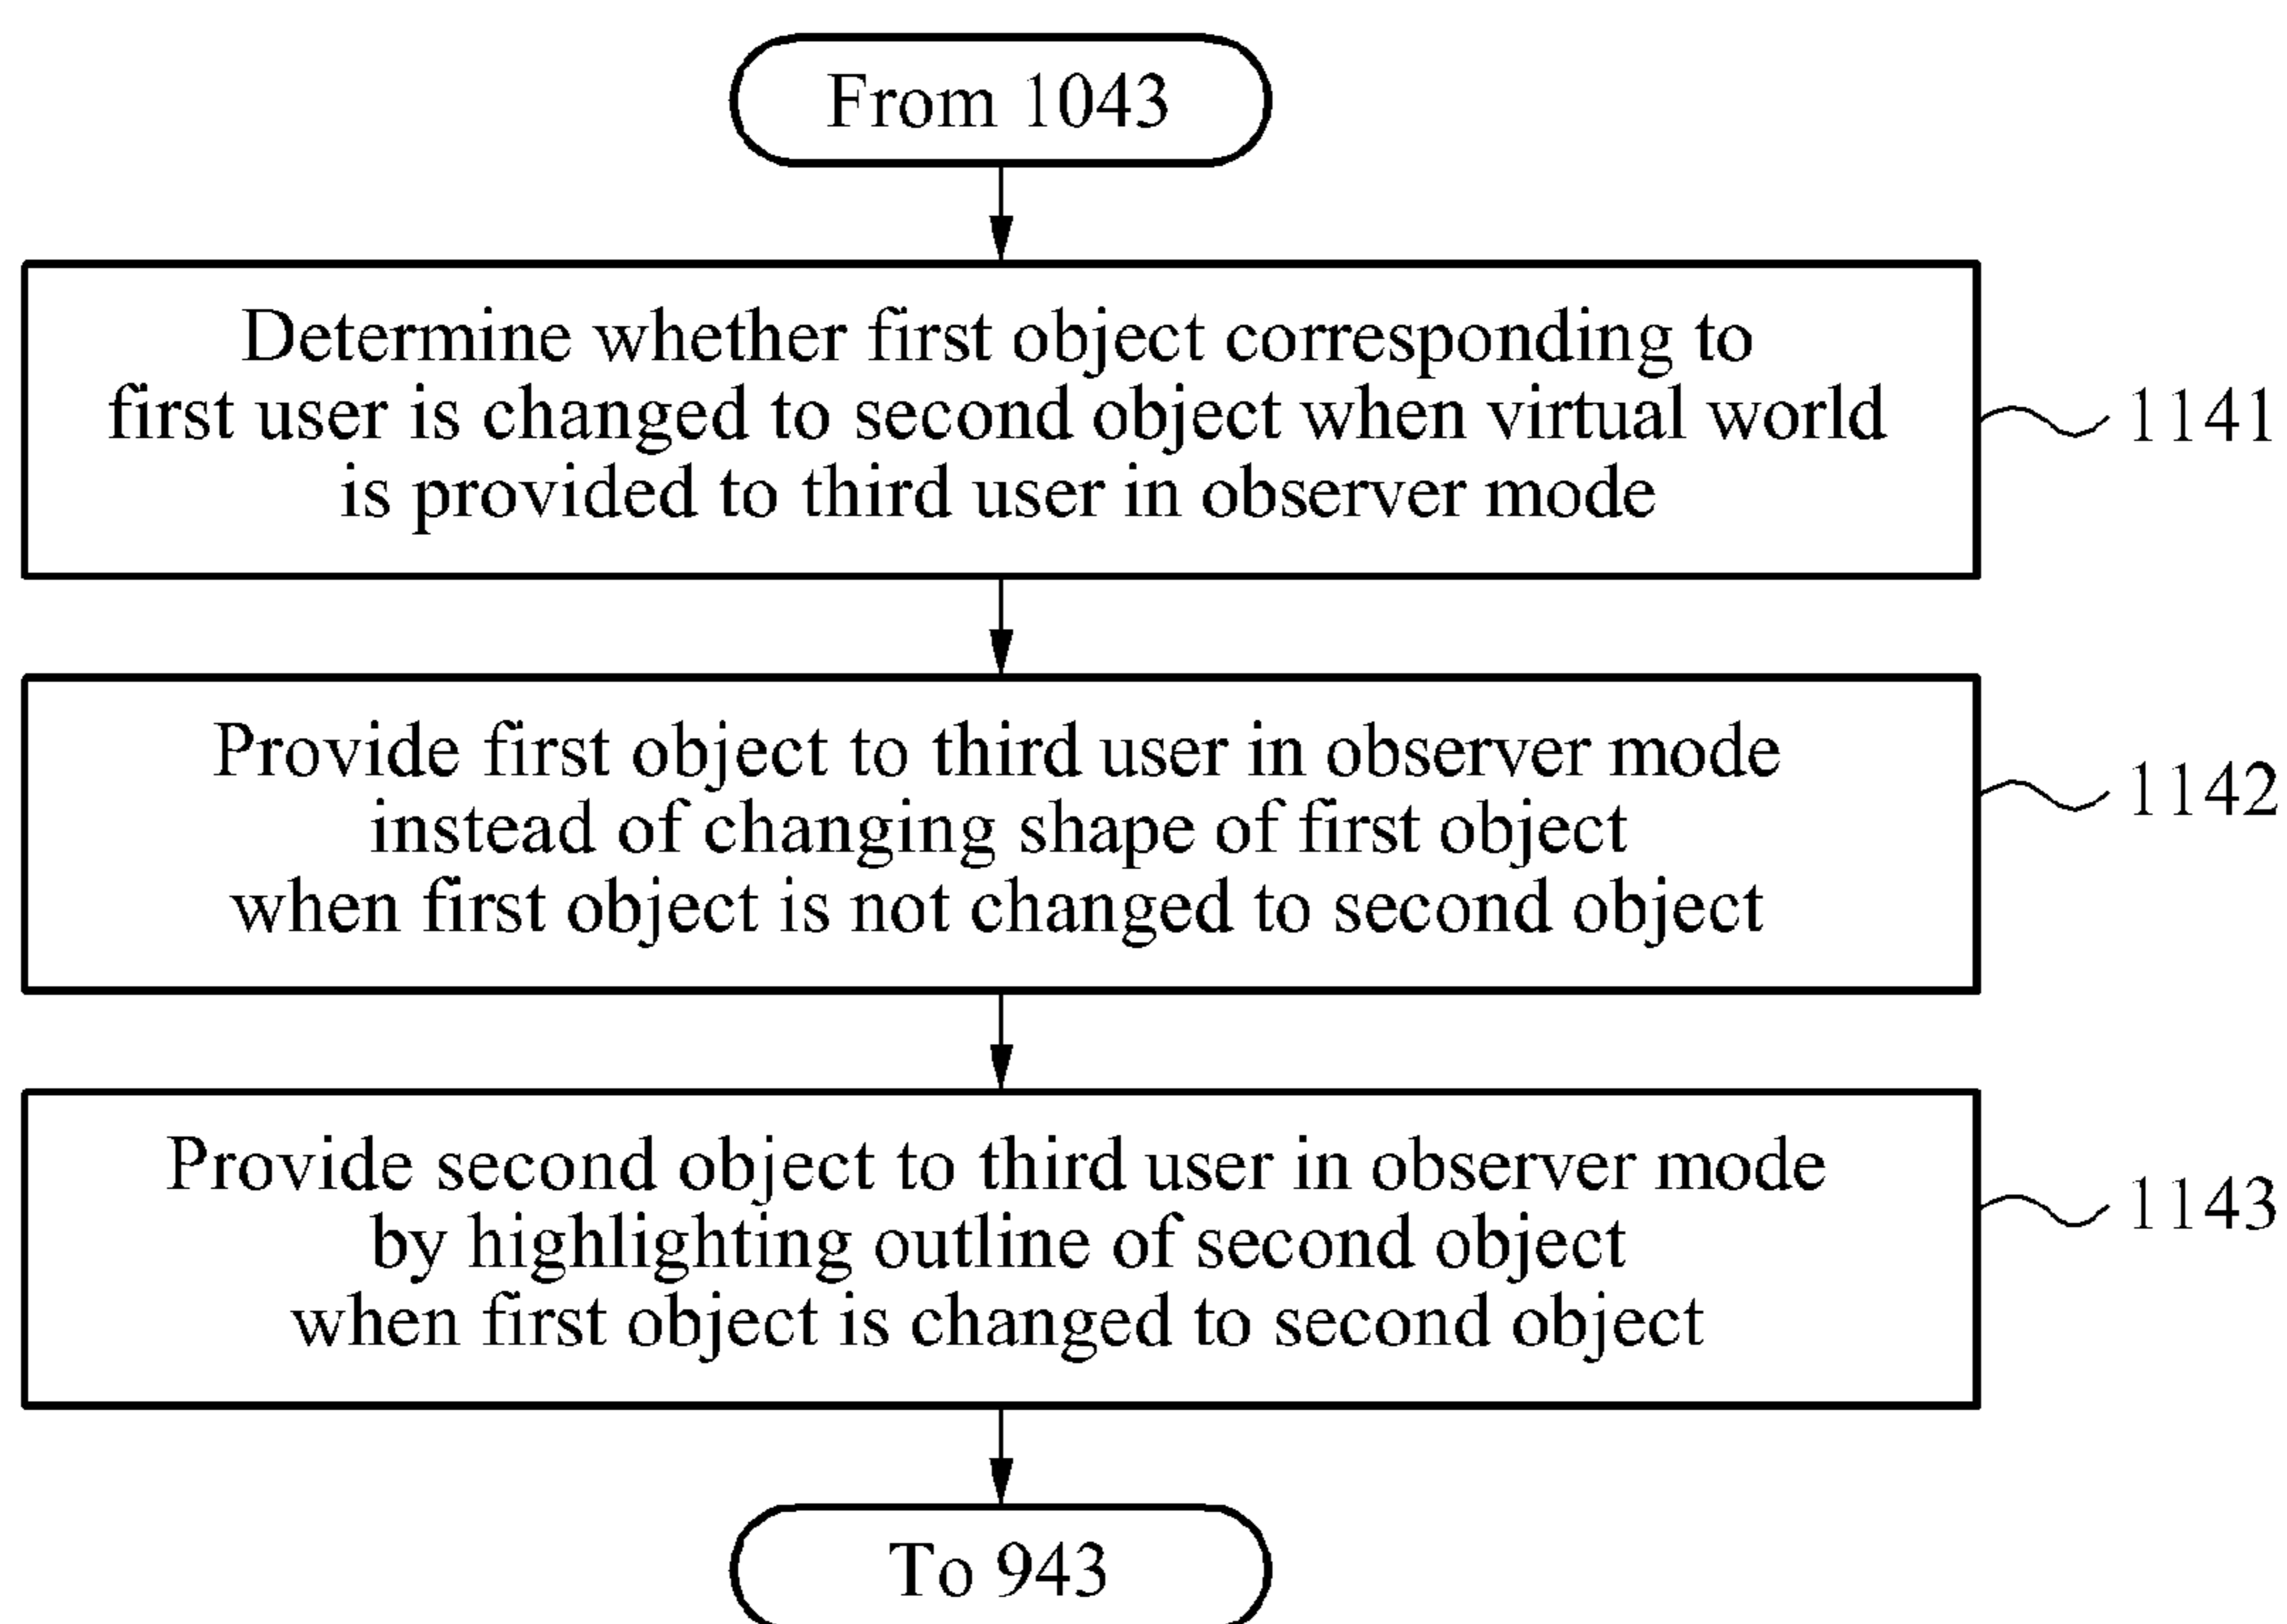 From 1043
Determine whether first object corresponding to
first user is changed to second object when virtual world
is provided to third user in observer mode
1141
Provide first object to third user in observer mode
instead of changing shape of first object
when first object is not changed to second object
1142
Provide second object to third user in observer mode
by highlighting outline of second object
when first object is changed to second object
1143
To 943